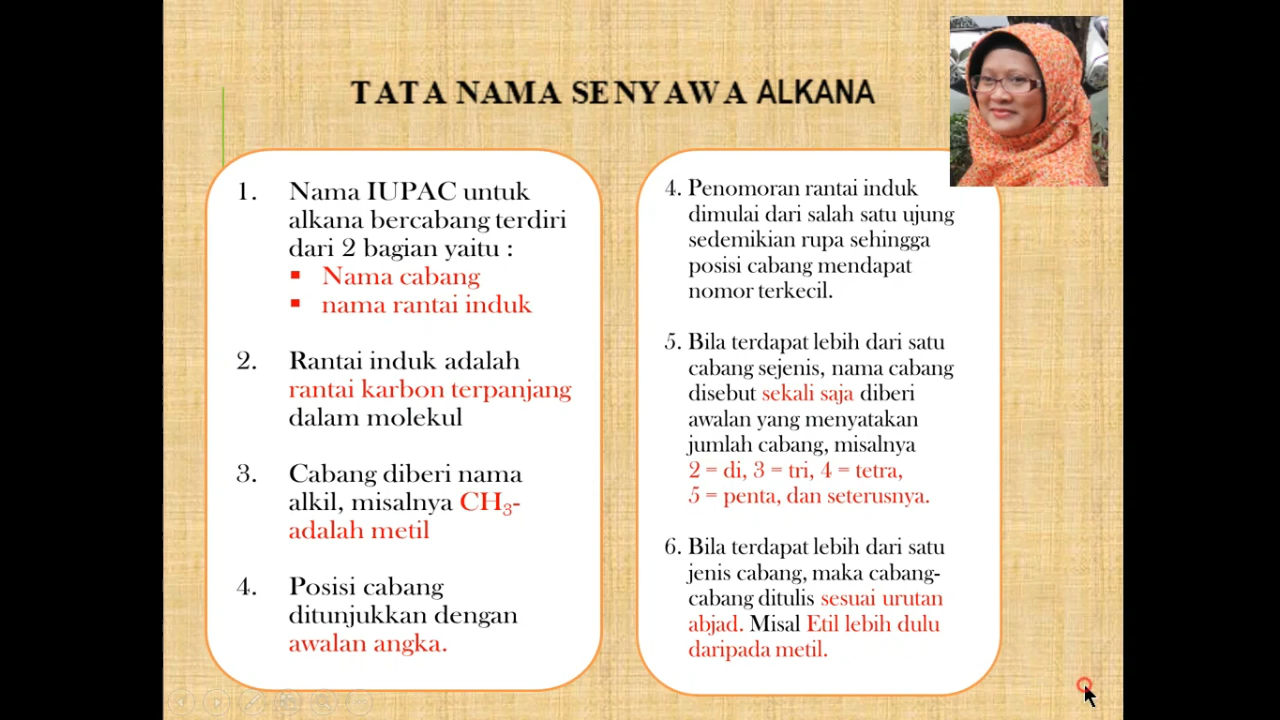 TATA NAMA SENYAWA ALKANA
1. Nama IUPAC untuk
alkana bercabang terdiri
dari 2 bagian yaitu :
▪ Nama cabang
▪ nama rantai induk
2. Rantai induk adalah
rantai karbon terpanjang
dalam molekul
3. Cabang diberi nama
alkil, misalnya CH₃-
adalah metil
4. Posisi cabang
ditunjukkan dengan
awalan angka.
4. Penomoran rantai induk
dimulai dari salah satu ujung
sedemikian rupa sehingga
posisi cabang mendapat
nomor terkecil.
5. Bila terdapat lebih dari satu
cabang sejenis, nama cabang
disebut sekali saja diberi
awalan yang menyatakan
jumlah cabang, misalnya
2 = di, 3 = tri, 4 = tetra,
5 = penta, dan seterusnya.
6. Bila terdapat lebih dari satu
jenis cabang, maka cabang-
cabang ditulis sesuai urutan
abjad. Misal Etil lebih dulu
daripada metil.